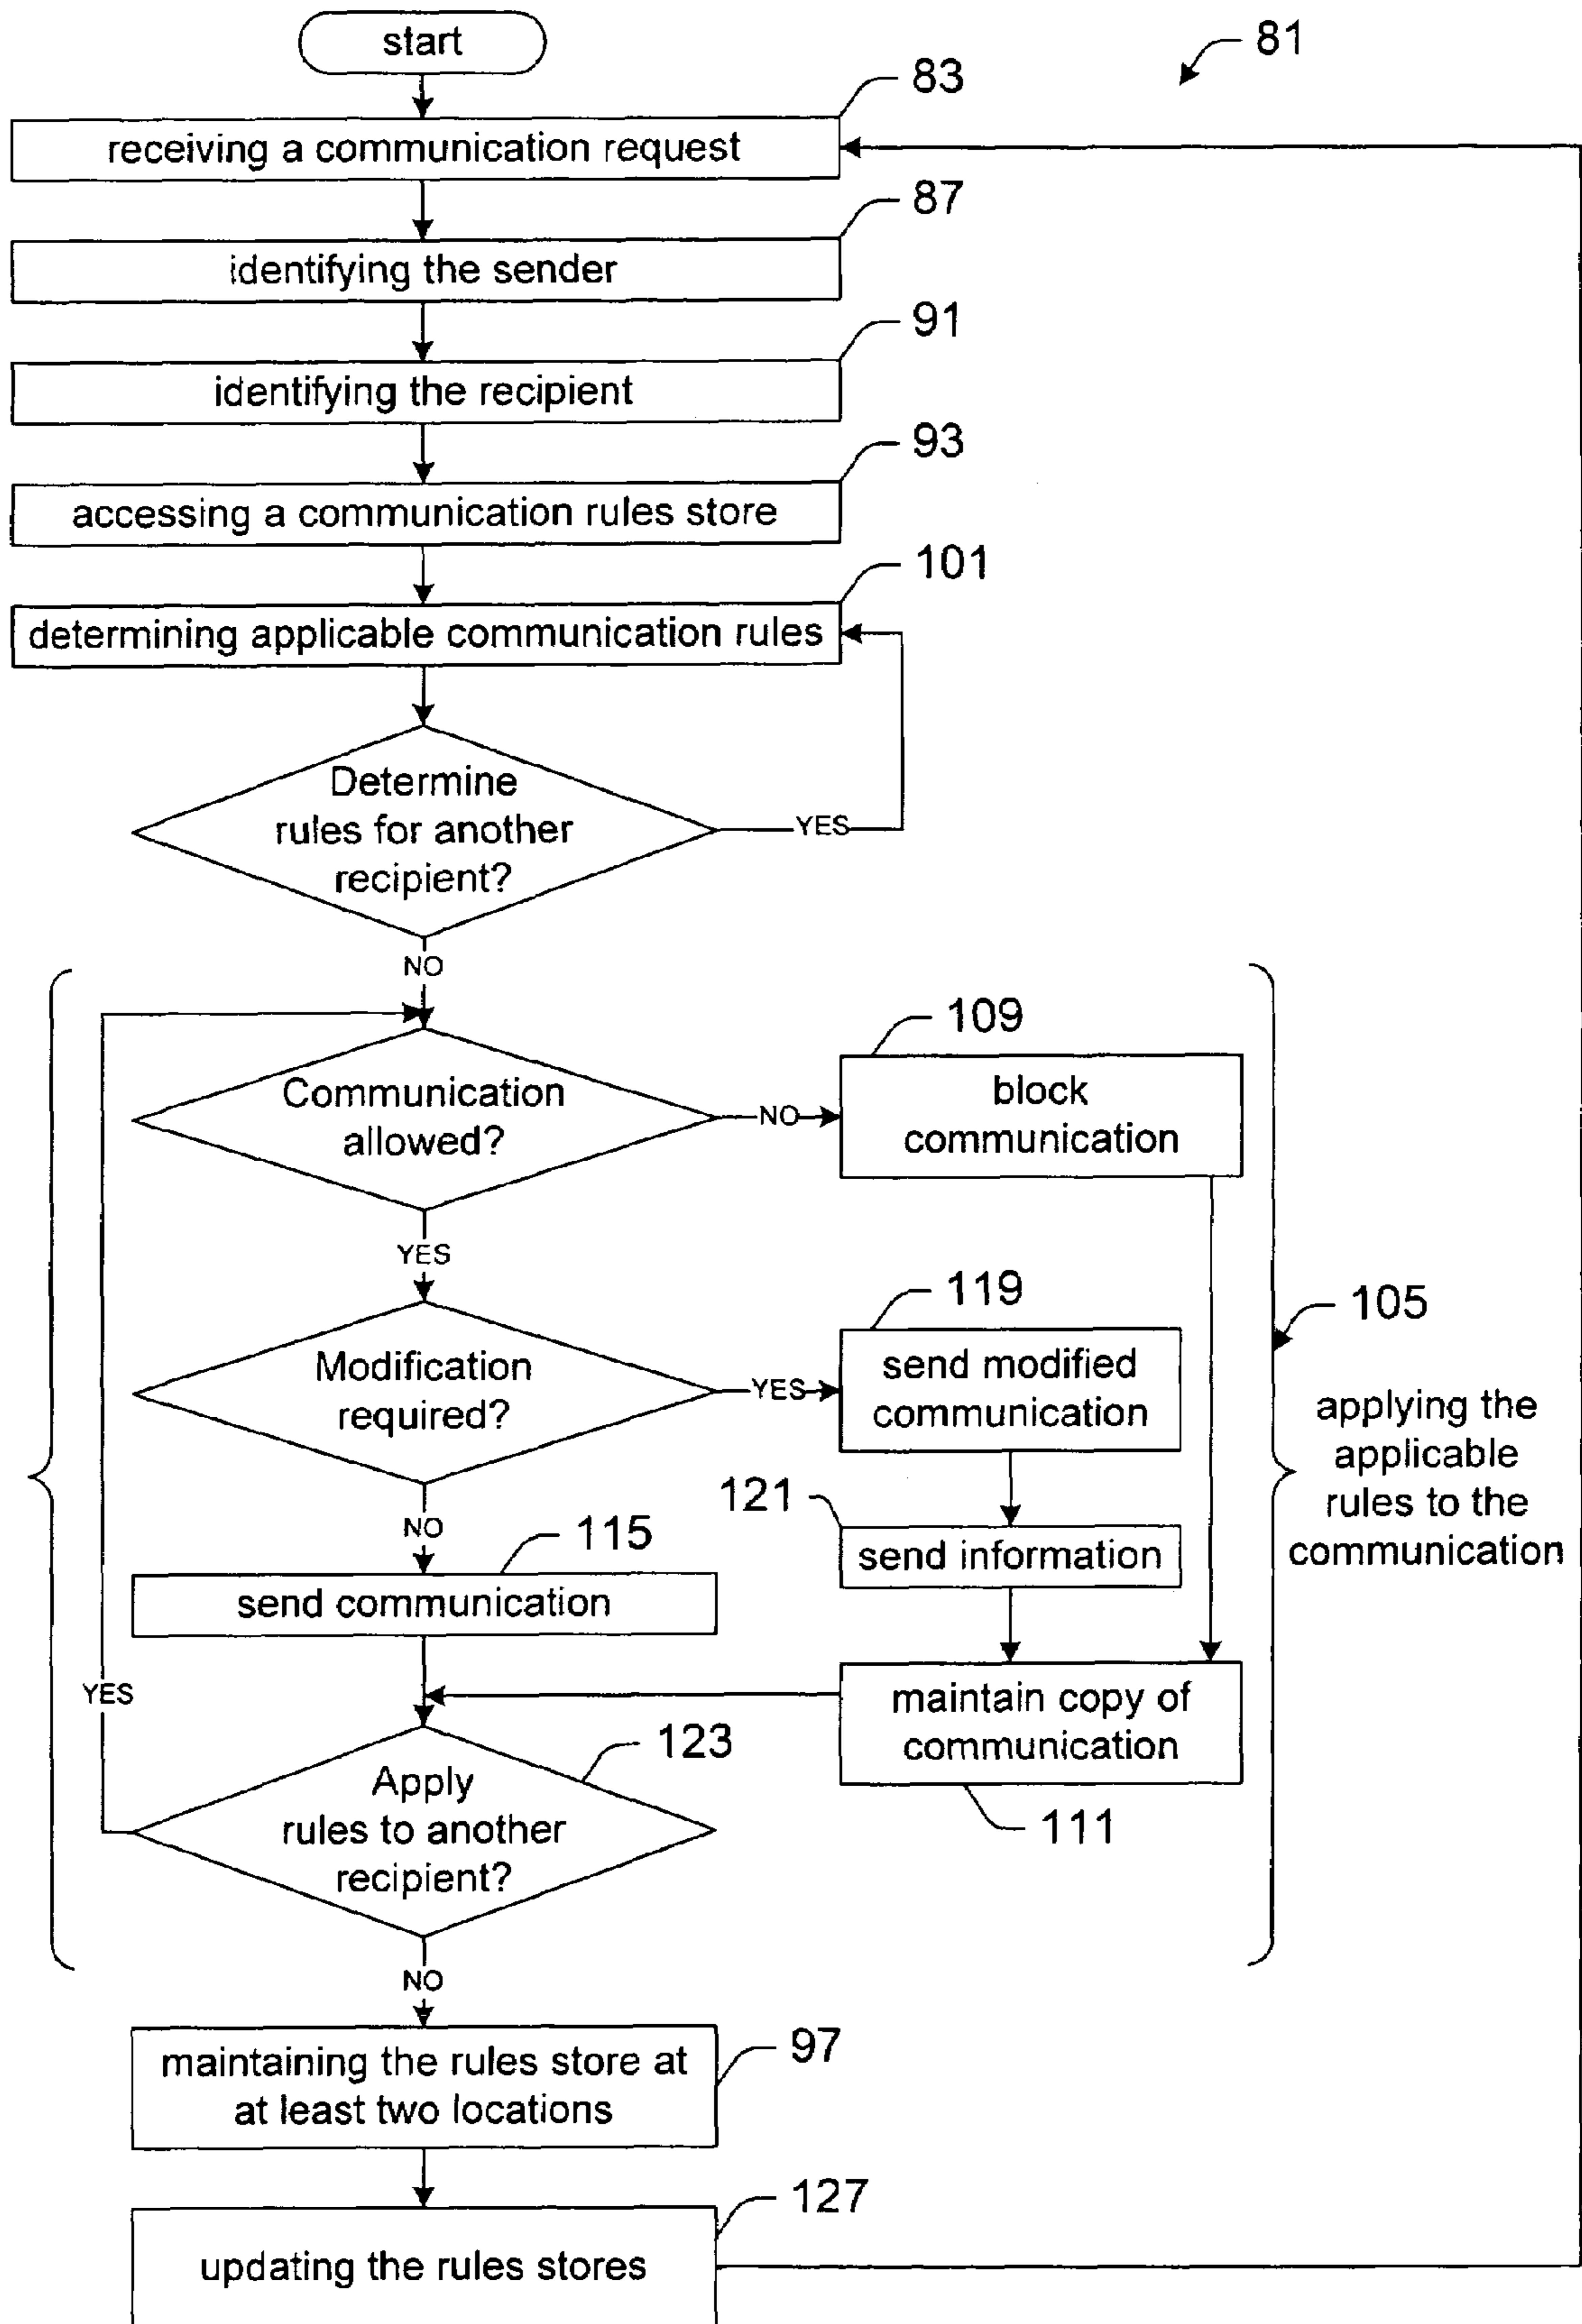 start
81
83
receiving a communication request
87
identifying the sender
91
identifying the recipient
93
accessing a communication rules store
101
determining applicable communication rules
Determine
rules for another
recipient?
YES
NO
109
Communication
allowed?
NO
block
communication
YES
119
105
Modification
required?
YES
send modified
communication
applying the
applicable
rules to the
communication
121
NO
115
send information
send communication
YES
maintain copy of
communication
123
111
Apply
rules to another
recipient?
NO
maintaining the rules store at
at least two locations
97
127
updating the rules stores